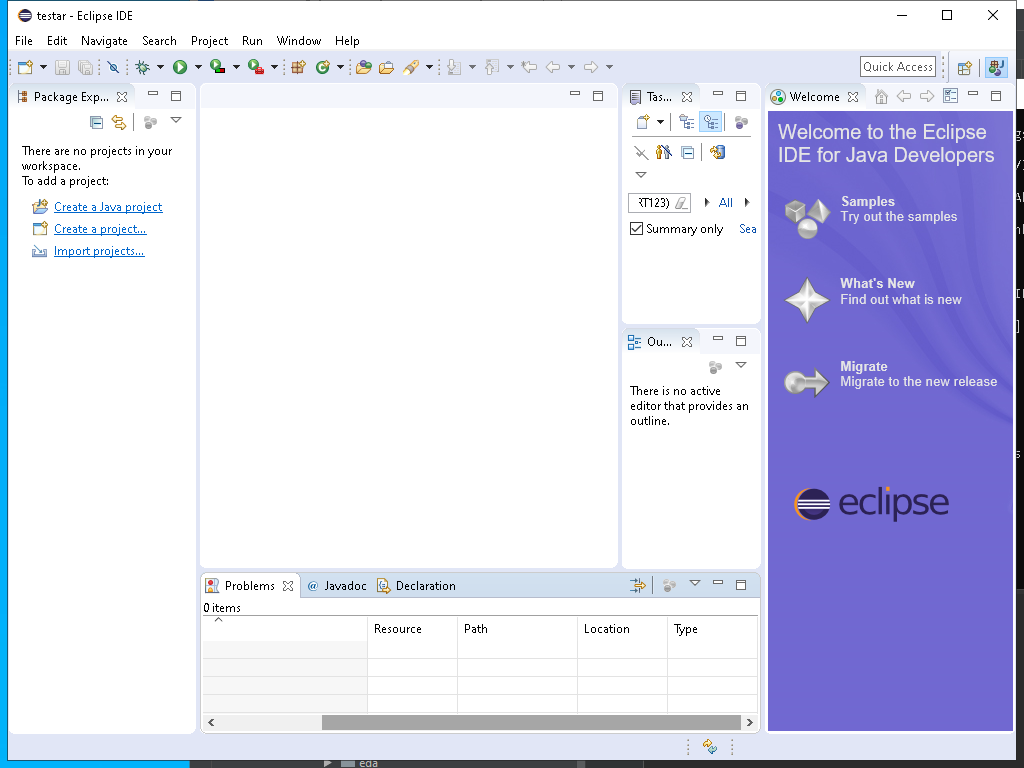 testar - Eclipse IDE
File Edit Navigate Search Project Run Window Help
Quick Access
Package Exp...
There are no projects in your
workspace.
To add a project:
Create a Java project
Create a project...
Import projects...
Tas...
RT123)
All
Summary only
Sea
Ou...
There is no active
editor that provides an
outline.
Welcome
Welcome to the Eclipse
IDE for Java Developers
Samples
Try out the samples
What's New
Find out what is new
Migrate
Migrate to the new release
eclipse
Problems @ Javadoc Declaration
0 items
Resource Path Location Type
eda